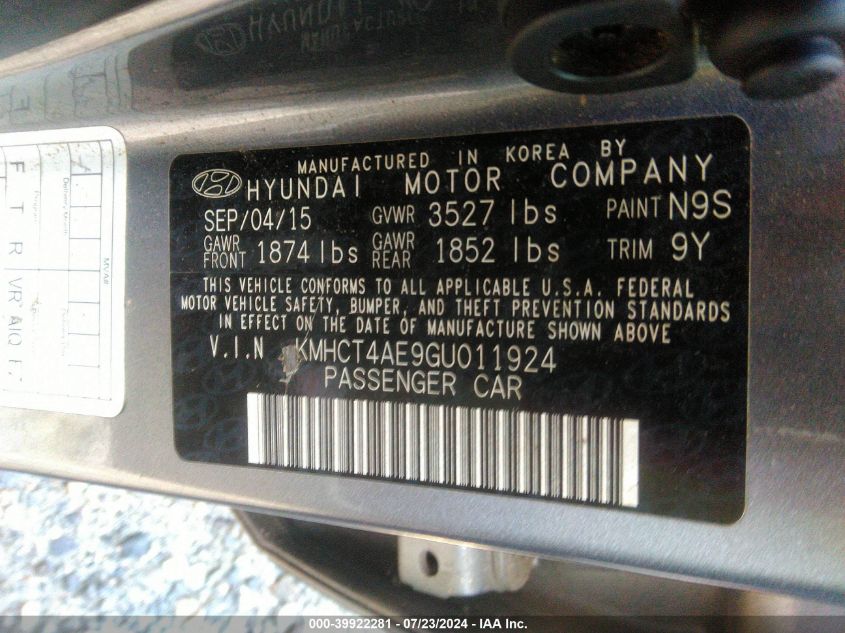 MANUFACTURED IN KOREA BY
HYUNDAI MOTOR COMPANY
SEP/04/15 GVWR 3527 lbs PAINT N9S
GAWR FRONT 1874 lbs GAWR REAR 1852 lbs TRIM 9Y
THIS VEHICLE CONFORMS TO ALL APPLICABLE U.S.A. FEDERAL
MOTOR VEHICLE SAFETY, BUMPER, AND THEFT PREVENTION STANDARDS
IN EFFECT ON THE DATE OF MANUFACTURE SHOWN ABOVE
V.I.N KMHCT4AE9GU011924
PASSENGER CAR
F T R VR
000-39922281 - 07/23/2024 - IAA Inc.